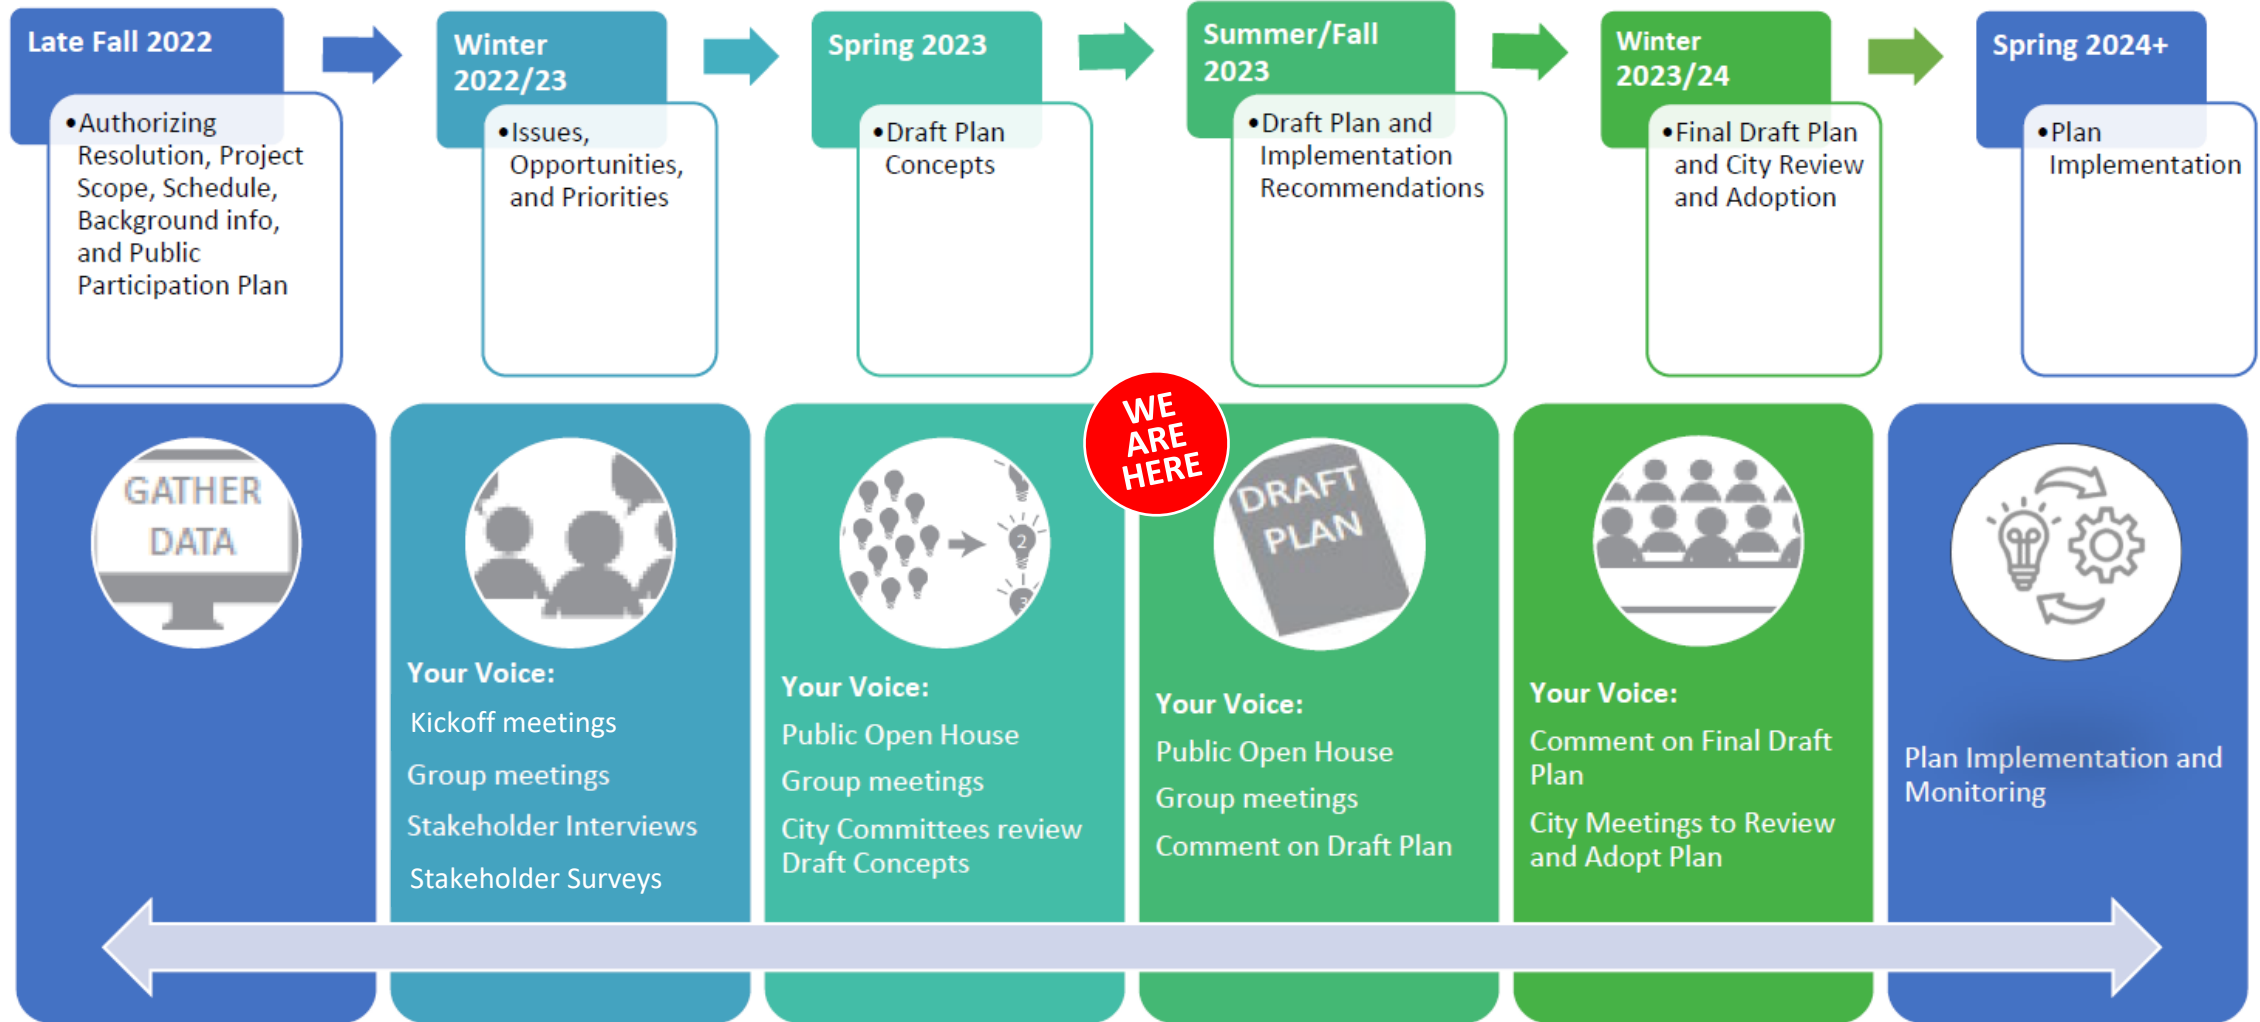 Late Fall 2022
•Authorizing
Resolution, Project
Scope, Schedule,
Background info,
and Public
Participation Plan
Winter
2022/23
•Issues,
Opportunities,
and Priorities
Spring 2023
•Draft Plan
Concepts
Summer/Fall
2023
•Draft Plan and
Implementation
Recommendations
Winter
2023/24
•Final Draft Plan
and City Review
and Adoption
Spring 2024+
•Plan
Implementation
WE
ARE
HERE
GATHER
DATA
Your Voice:
Kickoff meetings
Group meetings
Stakeholder Interviews
Stakeholder Surveys
2
3
Your Voice:
Public Open House
Group meetings
City Committees review
Draft Concepts
DRAFT
PLAN
Your Voice:
Public Open House
Group meetings
Comment on Draft Plan
Your Voice:
Comment on Final Draft
Plan
City Meetings to Review
and Adopt Plan
Plan Implementation and
Monitoring